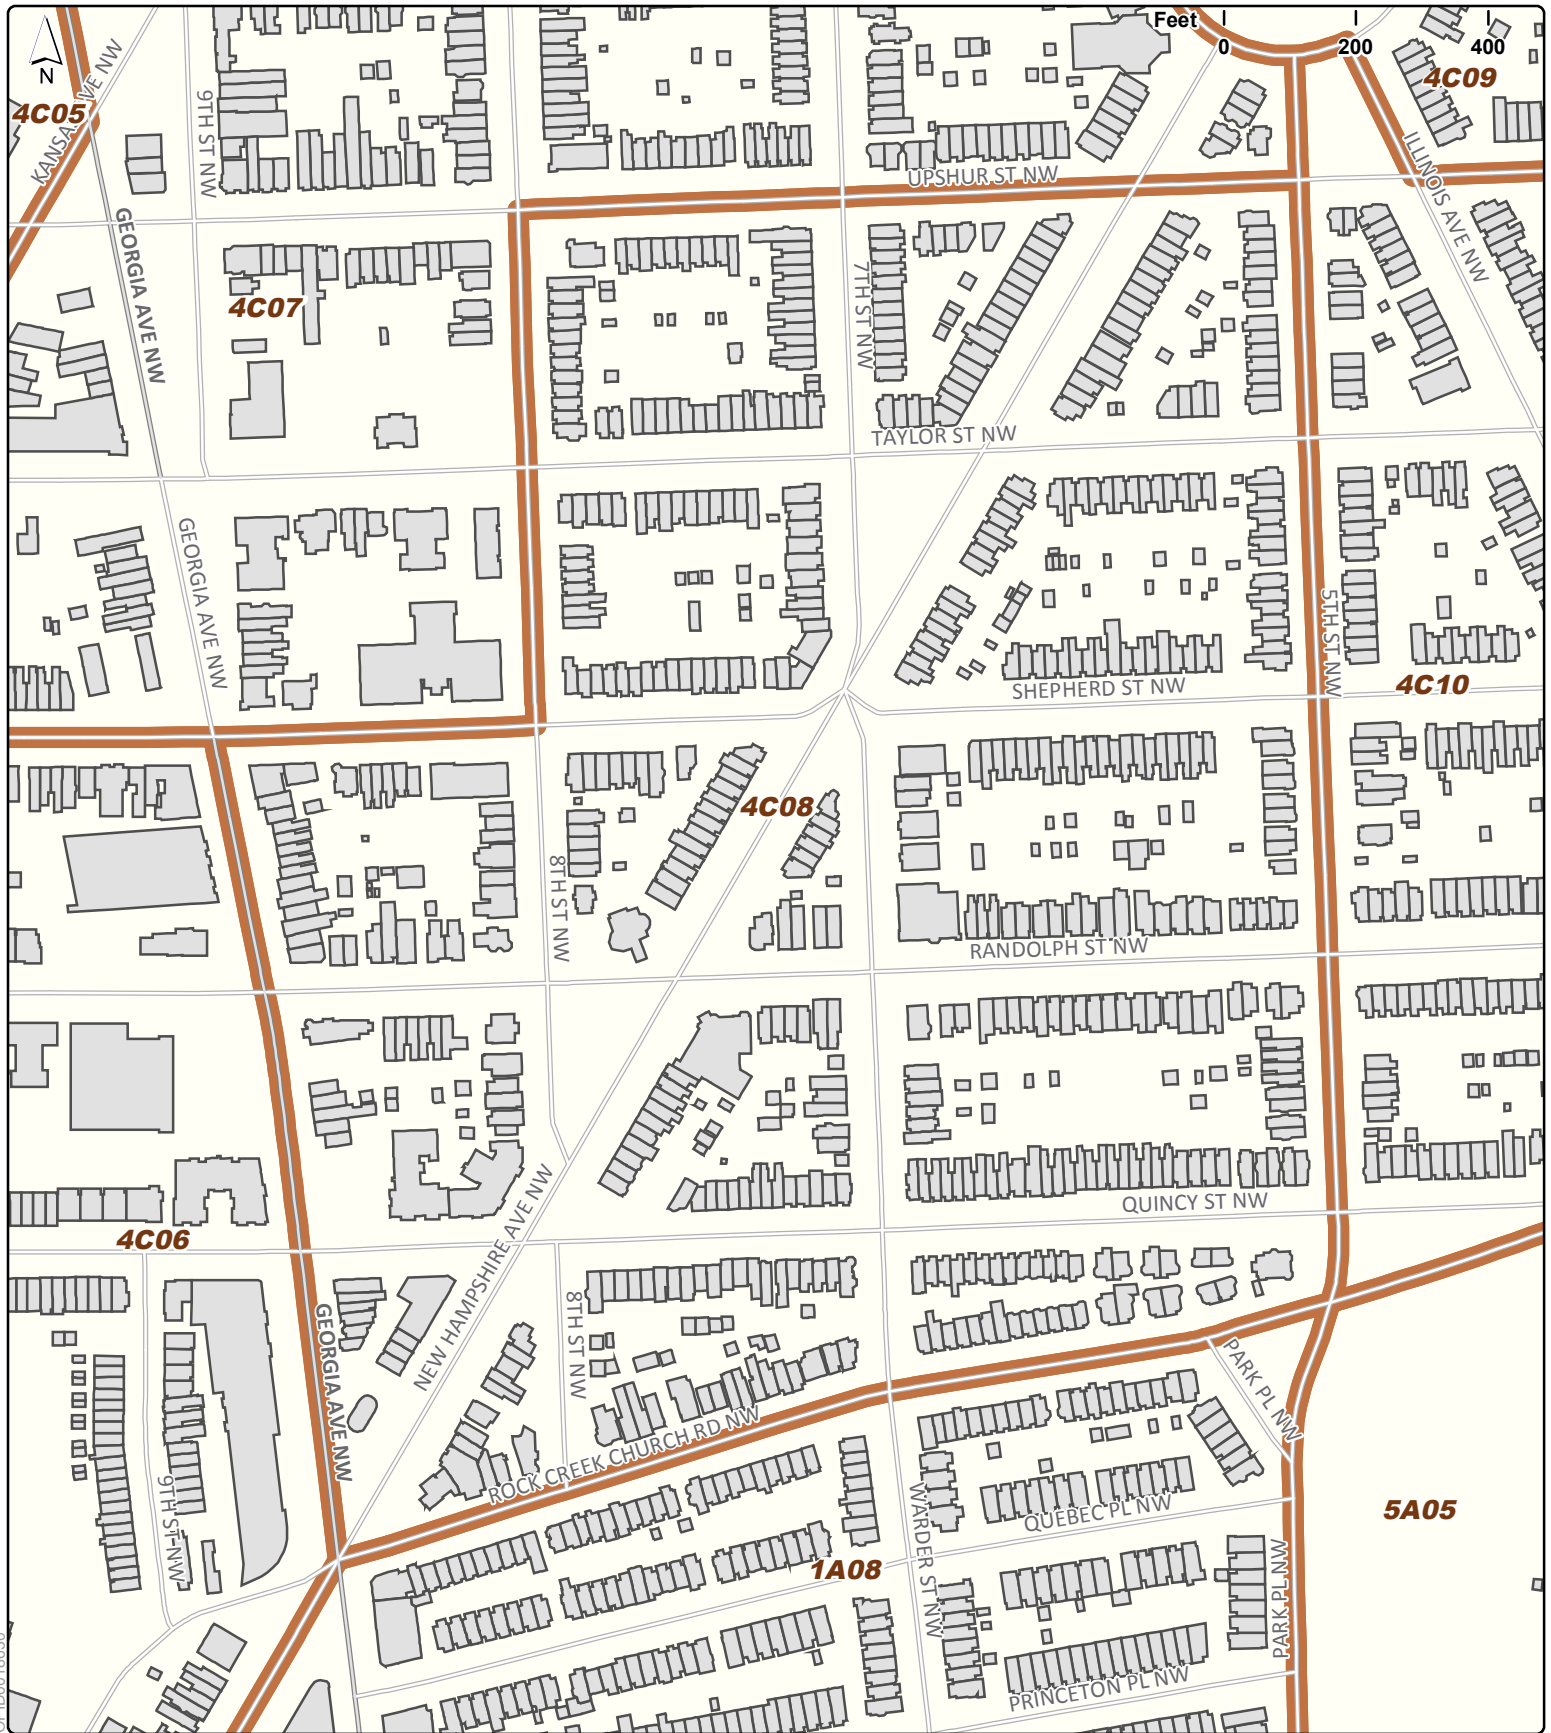 Feet
0 200 400
N
4C05
4C09
KANSAS AVE NW
9TH ST NW
UPSHUR ST NW
ILLINOIS AVE NW
GEORGIA AVE NW
4C07
7TH ST NW
TAYLOR ST NW
GEORGIA AVE NW
5TH ST NW
SHEPHERD ST NW
4C10
4C08
8TH ST NW
RANDOLPH ST NW
QUINCY ST NW
4C06
NEW HAMPSHIRE AVE NW
8TH ST NW
GEORGIA AVE NW
PARK PL NW
ROCK CREEK CHURCH RD NW
9TH ST NW
WARDER ST NW
QUEBEC PL NW
5A05
1A08
PARK PL NW
PRINCETON PL NW